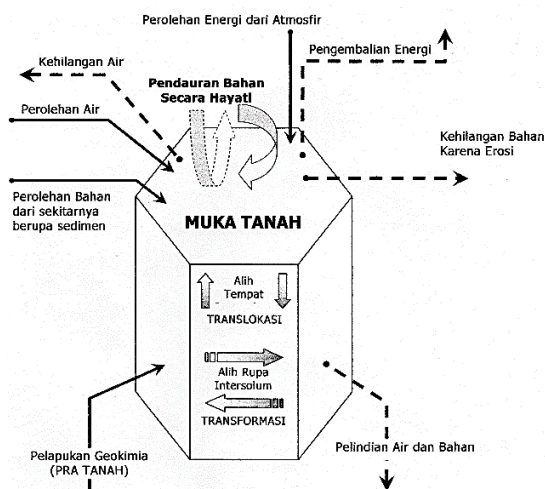 Perolehan Energi dari Atmosfir
Kehilangan Air
Pengembalian Energi
Pendauran Bahan
Secara Hayati
Perolehan Air
Kehilangan Bahan
Karena Erosi
Perolehan Bahan
dari sekitarnya
berupa sedimen
MUKA TANAH
Alih
Tempat
TRANSLOKASI
Alih Rupa
Intersolum
TRANSFORMASI
Pelapukan Geokimia
(PRA TANAH)
Pelindian Air dan Bahan